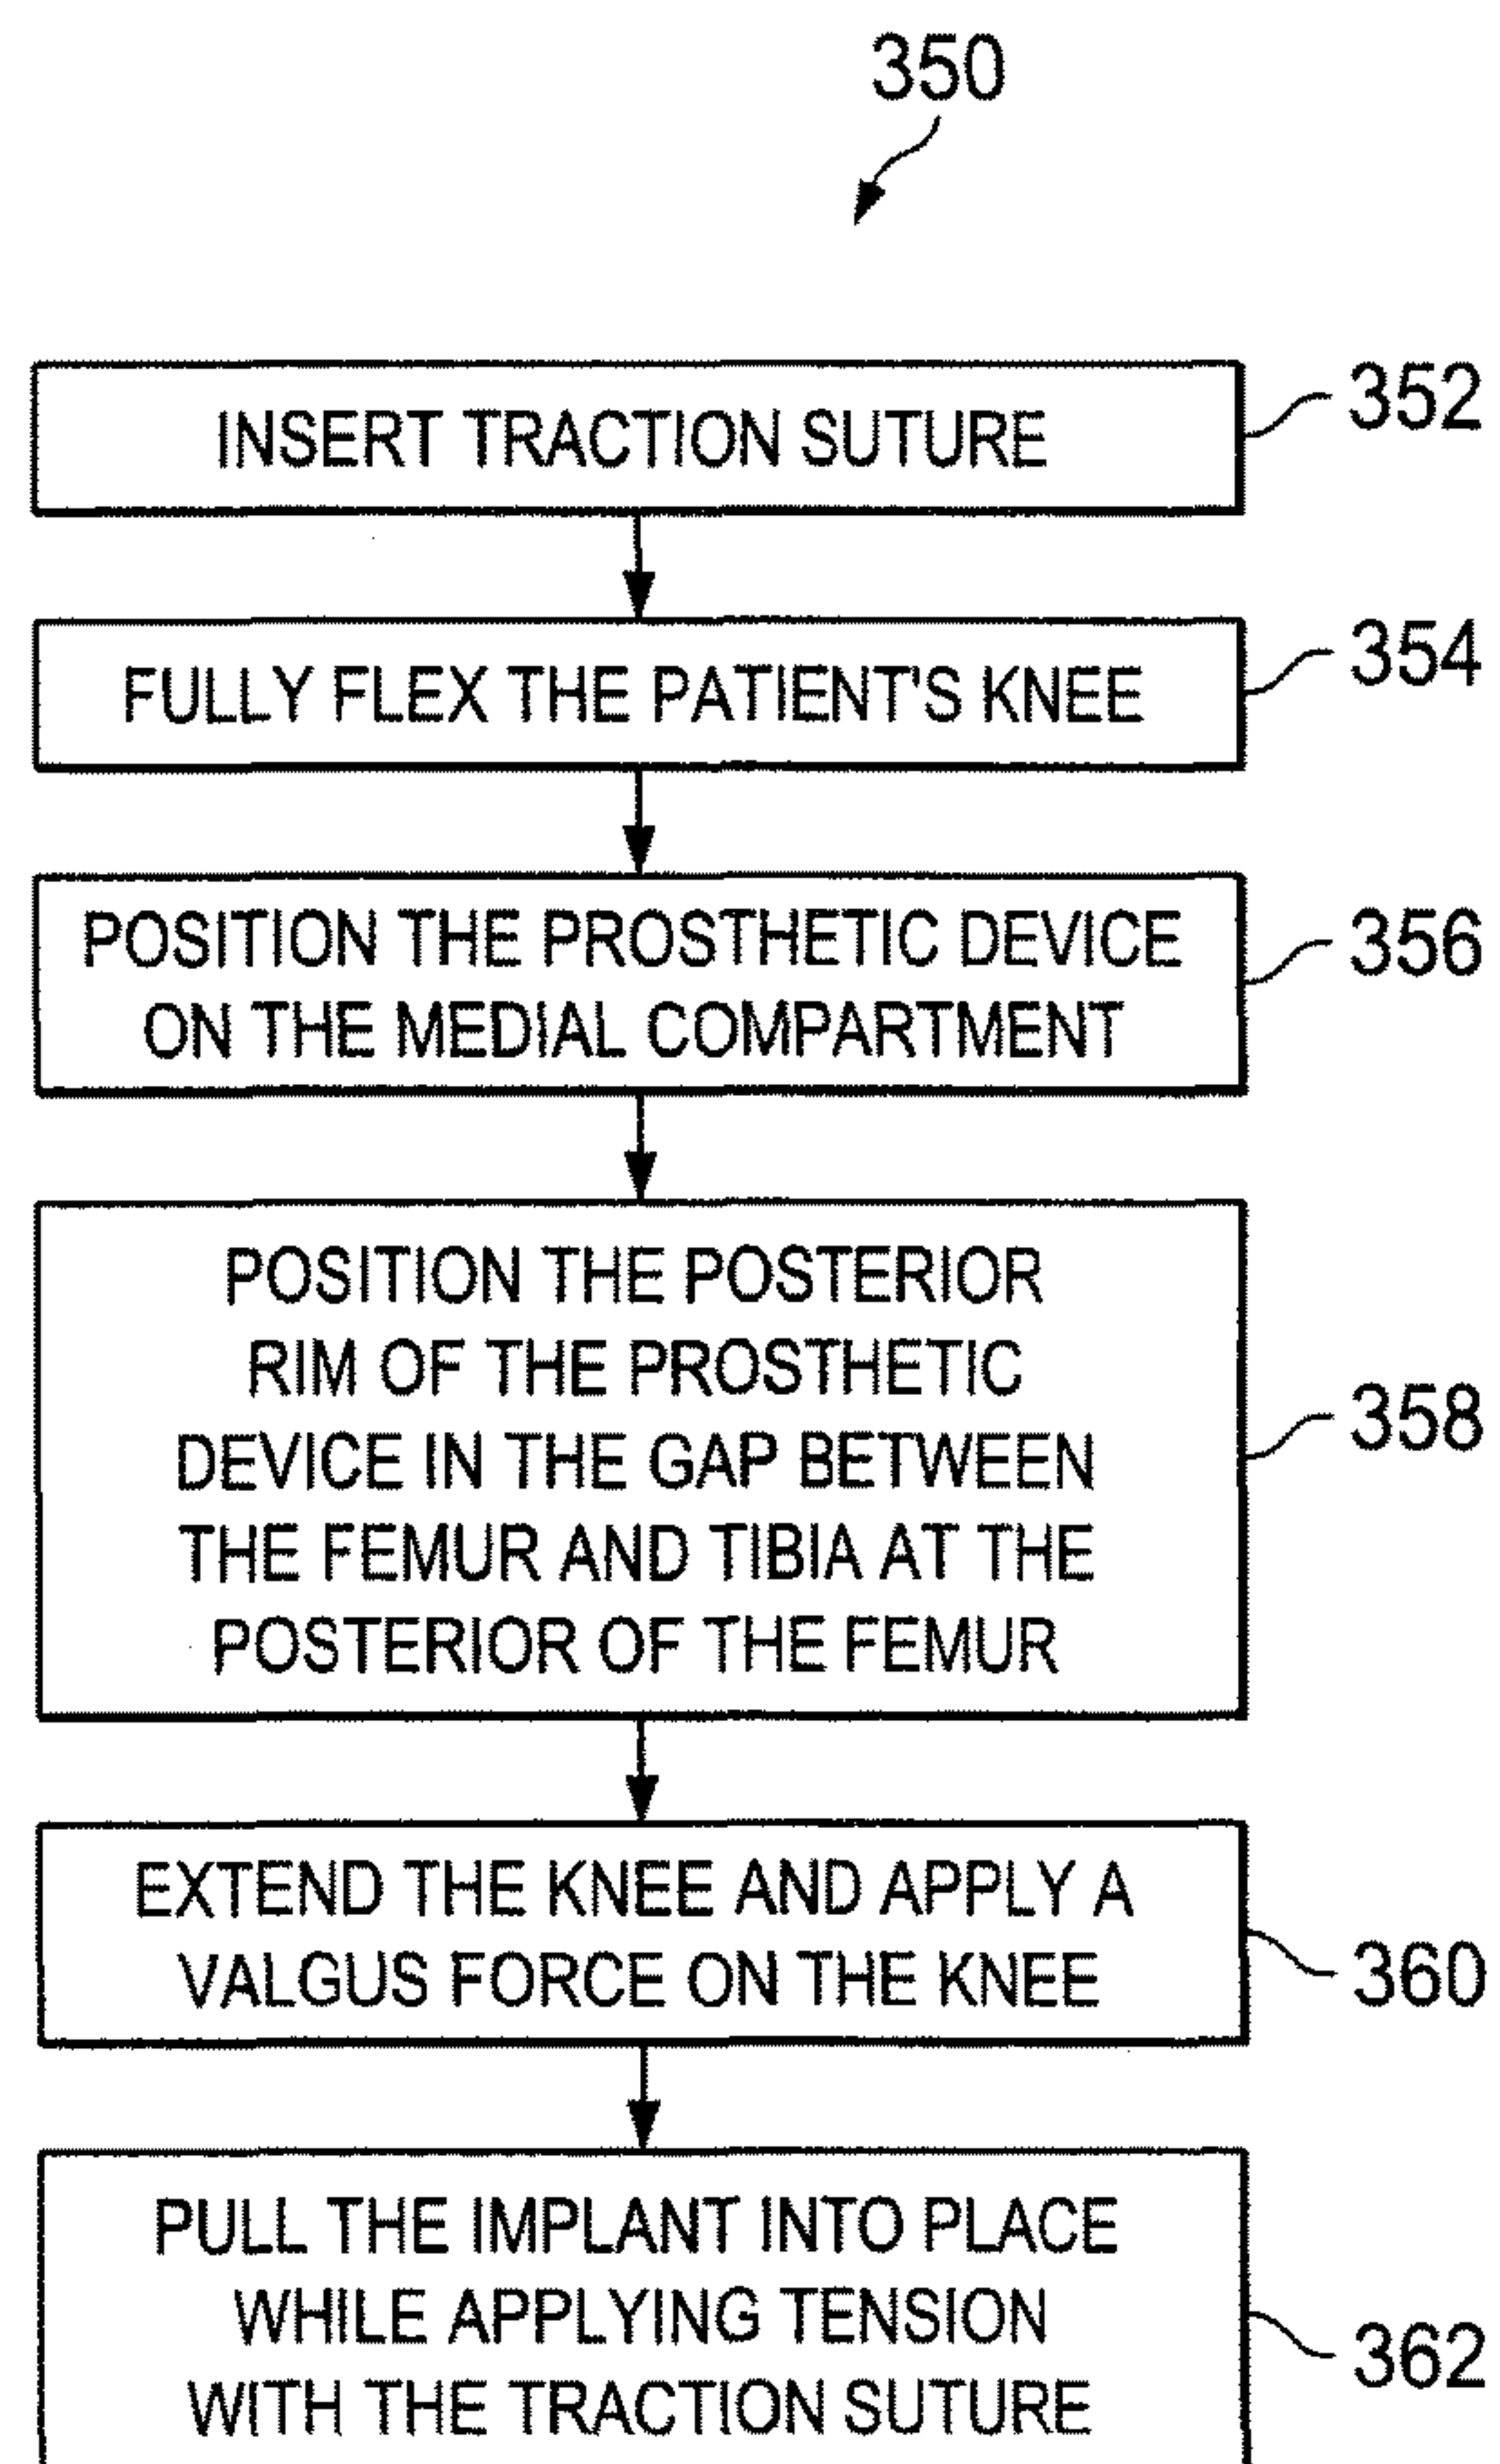 350
INSERT TRACTION SUTURE
352
FULLY FLEX THE PATIENT'S KNEE
354
POSITION THE PROSTHETIC DEVICE
ON THE MEDIAL COMPARTMENT
356
POSITION THE POSTERIOR
RIM OF THE PROSTHETIC
DEVICE IN THE GAP BETWEEN
THE FEMUR AND TIBIA AT THE
POSTERIOR OF THE FEMUR
358
EXTEND THE KNEE AND APPLY A
VALGUS FORCE ON THE KNEE
360
PULL THE IMPLANT INTO PLACE
WHILE APPLYING TENSION
WITH THE TRACTION SUTURE
362